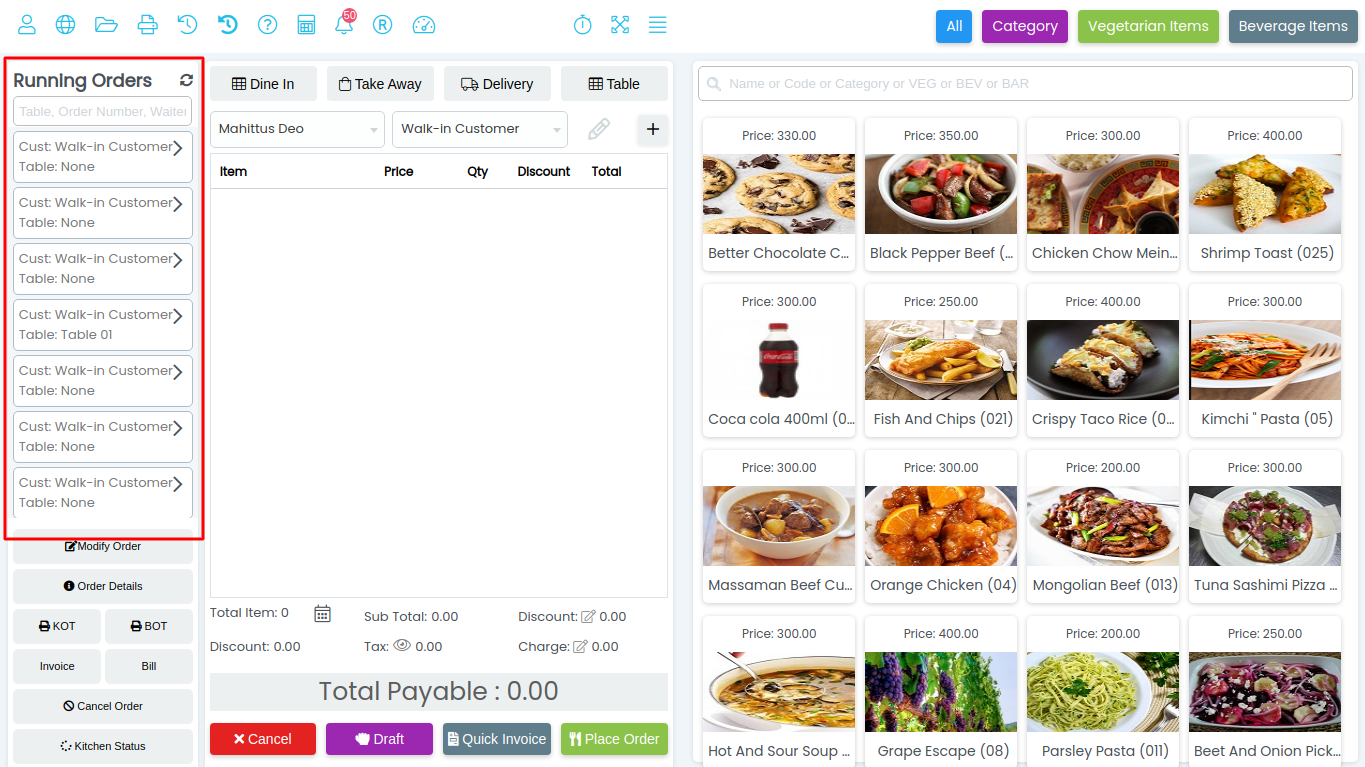 50
R
All
Category
Vegetarian Items
Beverage Items
Running Orders
Table, Order Number, Waiter
Cust: Walk-in Customer
Table: None
Cust: Walk-in Customer
Table: None
Cust: Walk-in Customer
Table: None
Cust: Walk-in Customer
Table: Table 01
Cust: Walk-in Customer
Table: None
Cust: Walk-in Customer
Table: None
Cust: Walk-in Customer
Table: None
Modify Order
Order Details
KOT
BOT
Invoice
Bill
Cancel Order
Kitchen Status
Dine In
Take Away
Delivery
Table
Mahittus Deo
Walk-in Customer
Item Price Qty Discount Total
Total Item: 0
Sub Total: 0.00
Discount: 0.00
Discount: 0.00
Tax: 0.00
Charge: 0.00
Total Payable : 0.00
Cancel
Draft
Quick Invoice
Place Order
Name or Code or Category or VEG or BEV or BAR
Price: 330.00
Better Chocolate C...
Price: 350.00
Black Pepper Beef (...
Price: 300.00
Chicken Chow Mein...
Price: 400.00
Shrimp Toast (025)
Price: 300.00
Coca-Cola
Coca cola 400ml (0...
Price: 250.00
Fish And Chips (021)
Price: 400.00
Crispy Taco Rice (0...
Price: 300.00
Kimchi " Pasta (05)
Price: 300.00
Massaman Beef Cu...
Price: 300.00
Orange Chicken (04)
Price: 200.00
Mongolian Beef (013)
Price: 300.00
Tuna Sashimi Pizza ...
Price: 300.00
Hot And Sour Soup ...
Price: 400.00
Grape Escape (08)
Price: 200.00
Parsley Pasta (011)
Price: 250.00
Beet And Onion Pick...